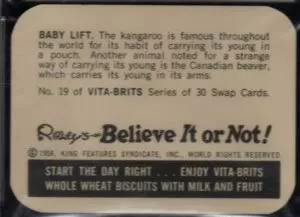 BABY LIFT. The kangaroo is famous throughout
the world for its habit of carrying its young in
a pouch. Another animal noted for a strange
way of carrying its young is the Canadian beaver,
which carries its young in its arms.
No. 19 of VITA-BRITS Series of 30 Swap Cards.
Ripley's— Believe It or Not!
KING FEATURES SYNDICATE, INC., WORLD RIGHTS RESERVED
START THE DAY RIGHT . . . ENJOY VITA-BRITS
WHOLE WHEAT BISCUITS WITH MILK AND FRUIT